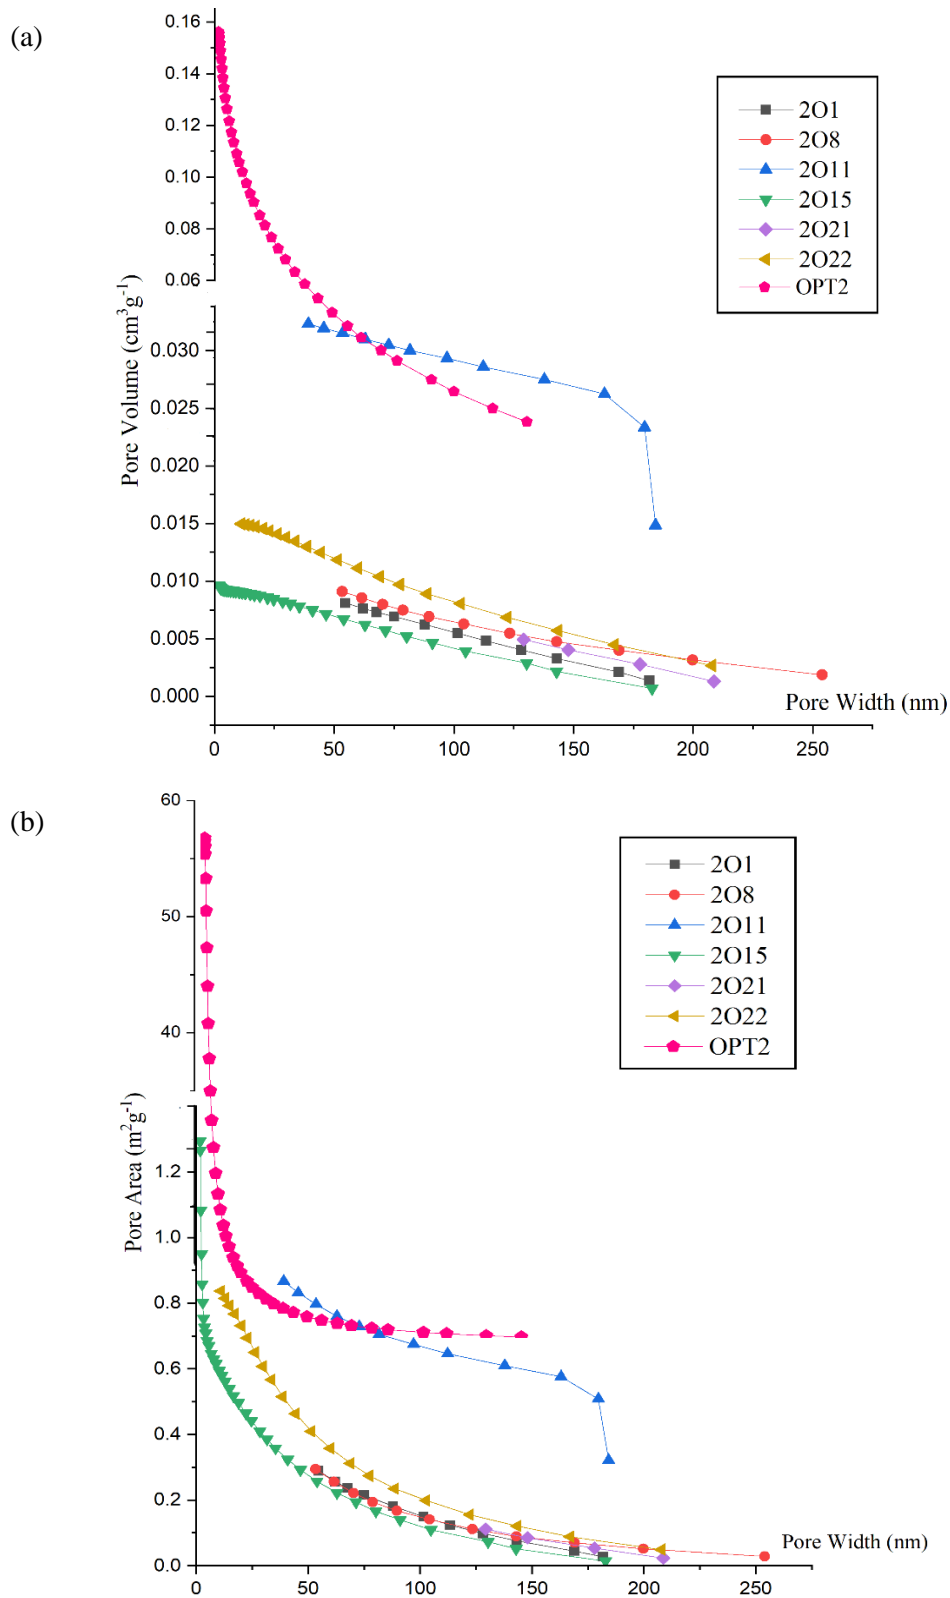 (a)
0.16
0.14
0.16
0.12
0.10
0.08
0.06
0.030
0.025
0.020
0.015
0.010
0.005
0.000
Pore Volume (cm³g⁻¹)
2O1
2O8
2O11
2O15
2O21
2O22
OPT2
Pore Width (nm)
0 50 100 150 200 250
(b)
60
50
40
1.2
1.0
0.8
0.6
0.4
0.2
0.0
Pore Area (m²g⁻¹)
2O1
2O8
2O11
2O15
2O21
2O22
OPT2
Pore Width (nm)
0 50 100 150 200 250